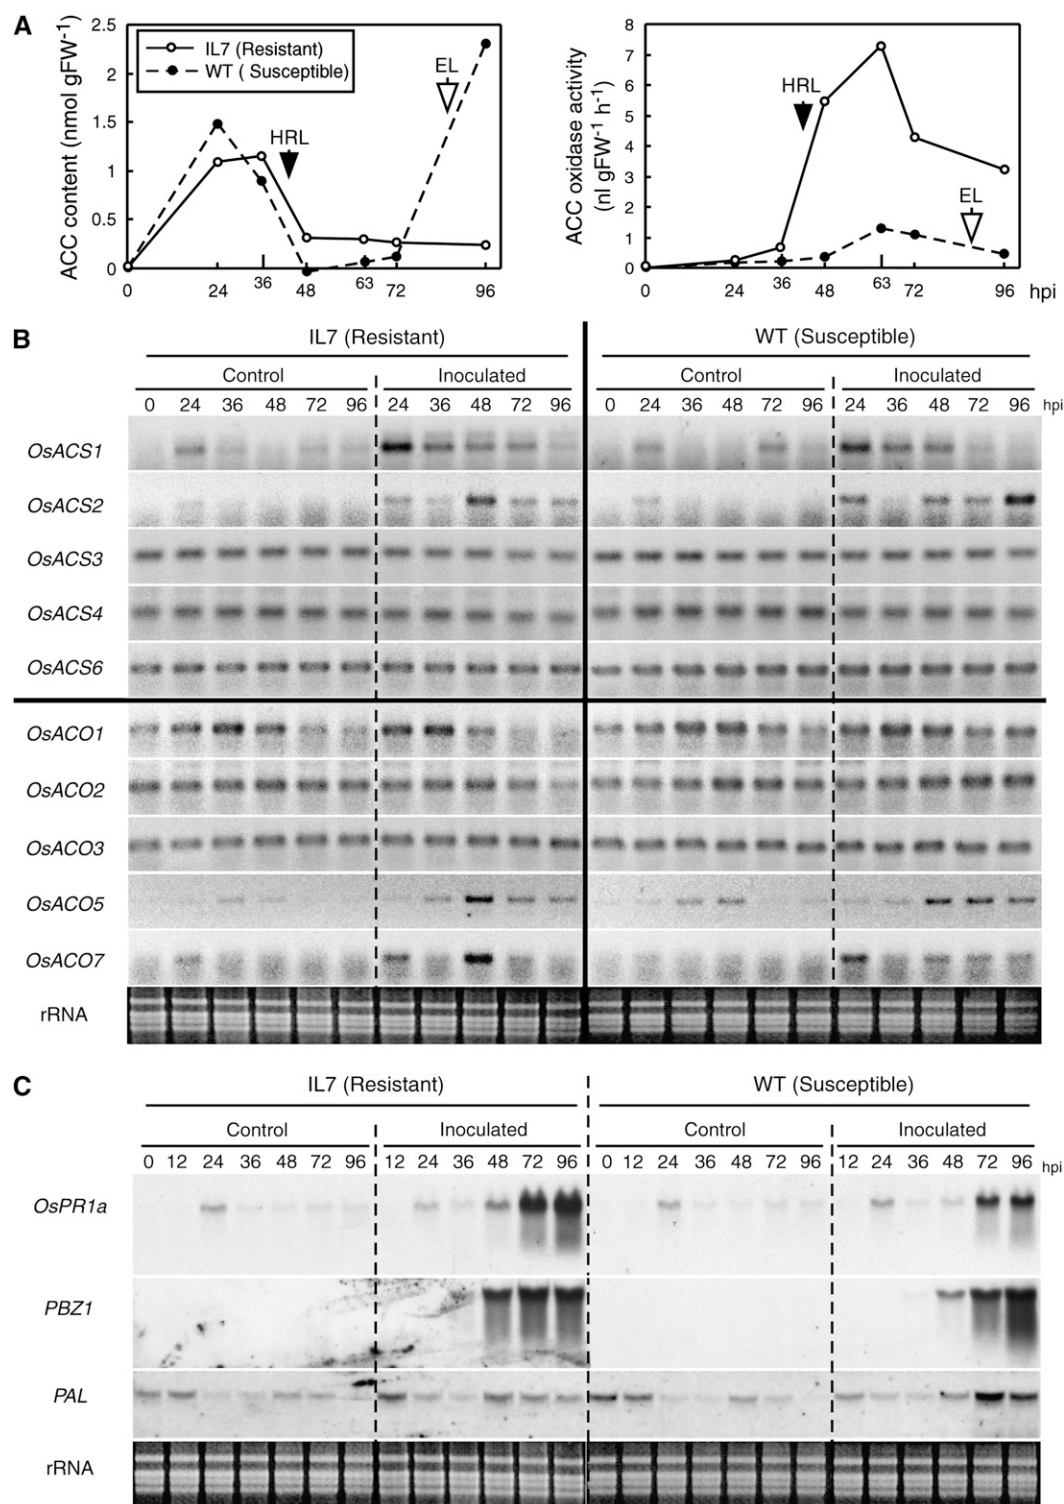 A
ACC content (nmol gFW⁻¹)
2.5
2
1.5
1
0.5
0
IL7 (Resistant)
WT ( Susceptible)
HRL
EL
0 24 36 48 63 72 96
ACC oxidase activity
(nl gFW⁻¹ h⁻¹)
8
7
6
5
4
3
2
1
0
HRL
EL
0 24 36 48 63 72 96 hpi
B
IL7 (Resistant) WT (Susceptible)
Control Inoculated Control Inoculated
0 24 36 48 72 96 24 36 48 72 96 0 24 36 48 72 96 24 36 48 72 96 hpi
OsACS1
OsACS2
OsACS3
OsACS4
OsACS6
OsACO1
OsACO2
OsACO3
OsACO5
OsACO7
rRNA
C
IL7 (Resistant) WT (Susceptible)
Control Inoculated Control Inoculated
0 12 24 36 48 72 96 12 24 36 48 72 96 0 12 24 36 48 72 96 12 24 36 48 72 96 hpi
OsPR1a
PBZ1
PAL
rRNA